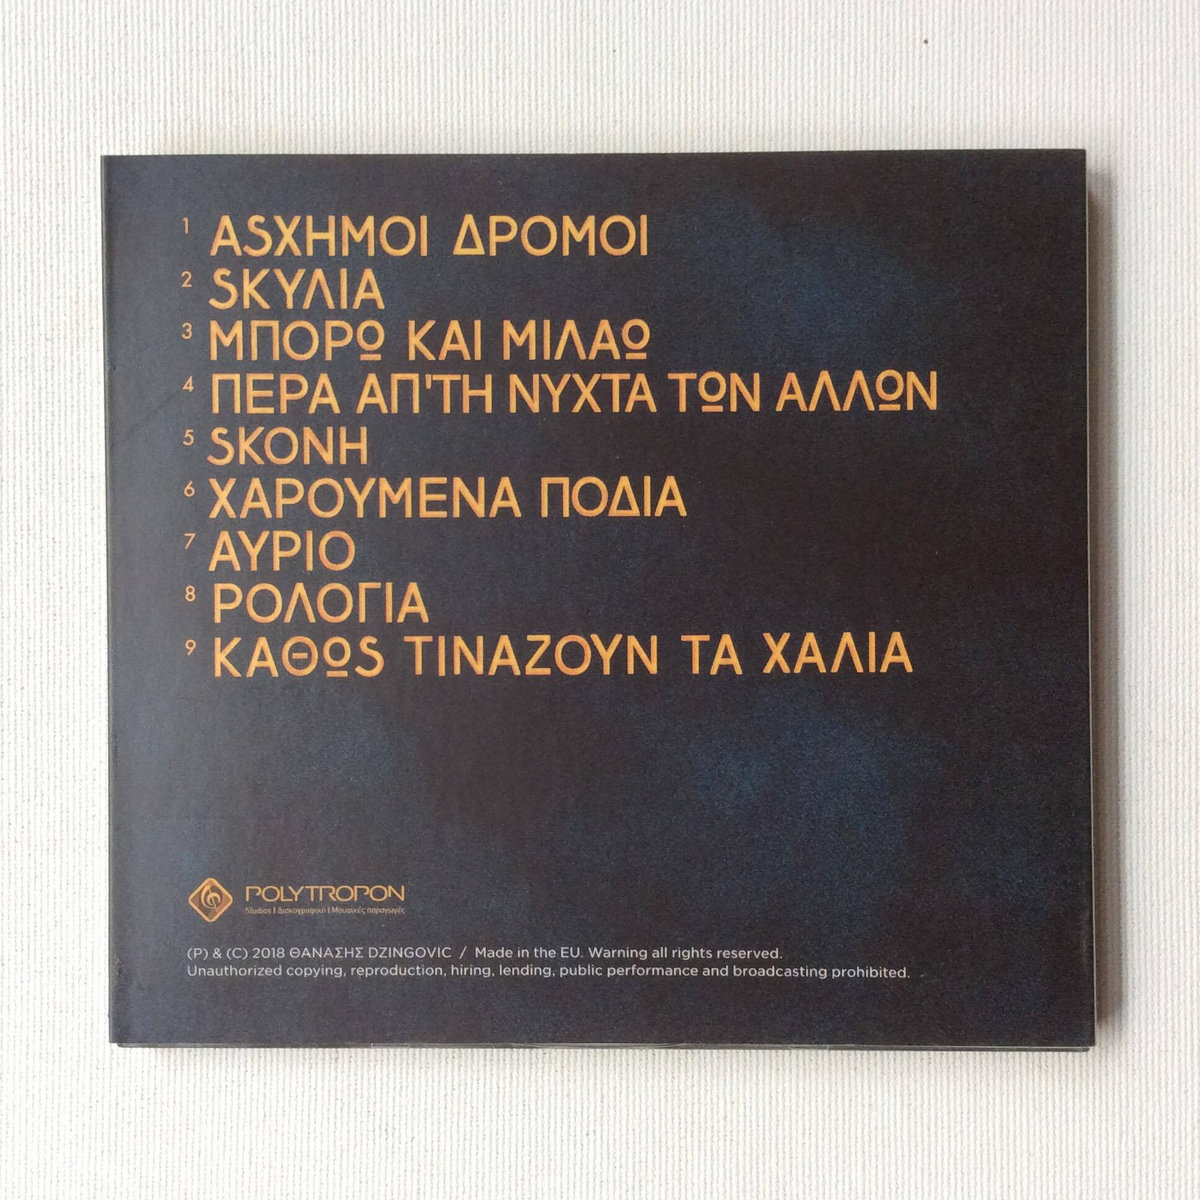 1 ΑSΧΗΜΟΙ ΔΡΟΜΟΙ
2 SΚΥΛΙΑ
3 ΜΠΟΡΩ ΚΑΙ ΜΙΛΑΩ
4 ΠΕΡΑ ΑΠ'ΤΗ ΝΥΧΤΑ ΤΩΝ ΑΛΛΩΝ
5 SΚΟΝΗ
6 ΧΑΡΟΥΜΕΝΑ ΠΟΔΙΑ
7 ΑΥΡΙΟ
8 ΡΟΛΟΓΙΑ
9 ΚΑΘΩS ΤΙΝΑΖΟΥΝ ΤΑ ΧΑΛΙΑ
POLYTROPON
Studios | Δισκογραφική | Μουσικές παραγωγές
(P) & (C) 2018 ΘΑΝΑΣΗΣ DZINGOVIC / Made in the EU. Warning all rights reserved.
Unauthorized copying, reproduction, hiring, lending, public performance and broadcasting prohibited.